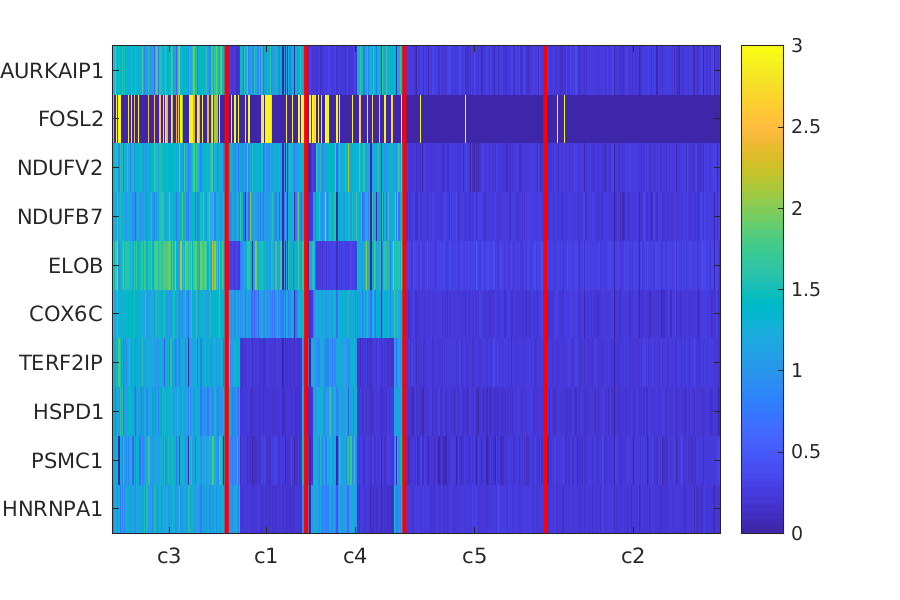 AURKAIP1
FOSL2
NDUFV2
NDUFB7
ELOB
COX6C
TERF2IP
HSPD1
PSMC1
HNRNPA1
c3 c1 c4 c5 c2
3
2.5
2
1.5
1
0.5
0